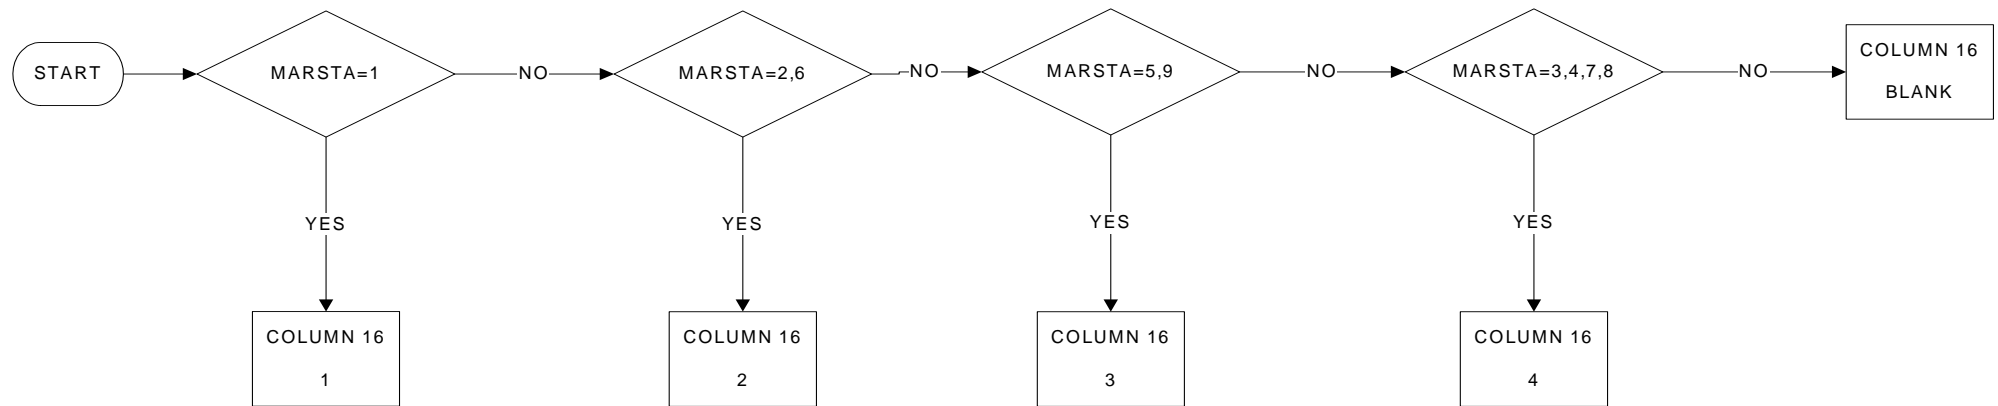 START
MARSTA=1
NO
MARSTA=2,6
NO
MARSTA=5,9
NO
MARSTA=3,4,7,8
NO
COLUMN 16
BLANK
YES
YES
YES
YES
COLUMN 16
1
COLUMN 16
2
COLUMN 16
3
COLUMN 16
4